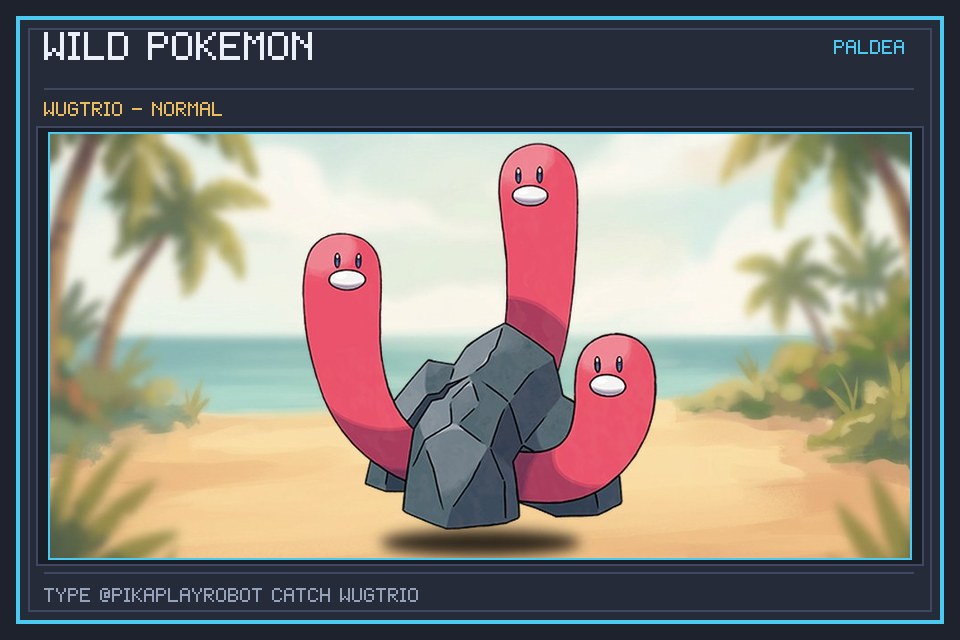 WILD POKEMON
PALDEA
WUGTRIO - NORMAL
TYPE @PIKAPLAYROBOT CATCH WUGTRIO